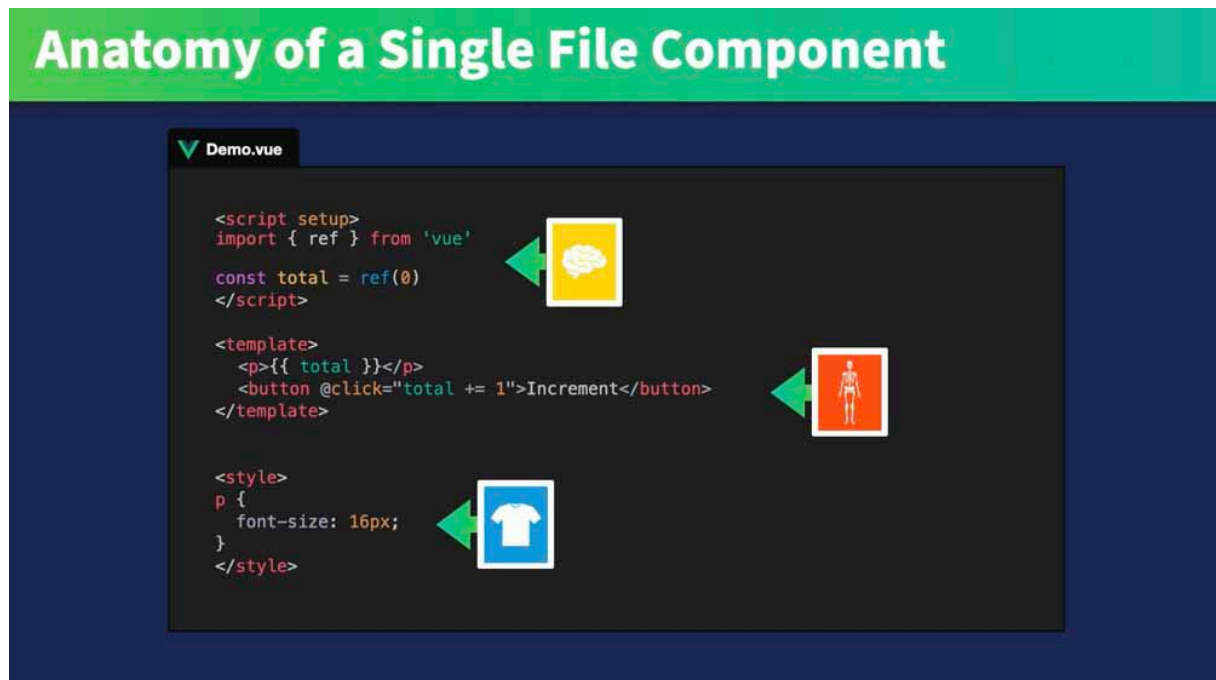 Anatomy of a Single File Component
Demo.vue
<script setup>
import { ref } from 'vue'
const total = ref(0)
</script>
<template>
<p>{{ total }}</p>
<button @click="total += 1">Increment</button>
</template>
<style>
p {
font-size: 16px;
}
</style>